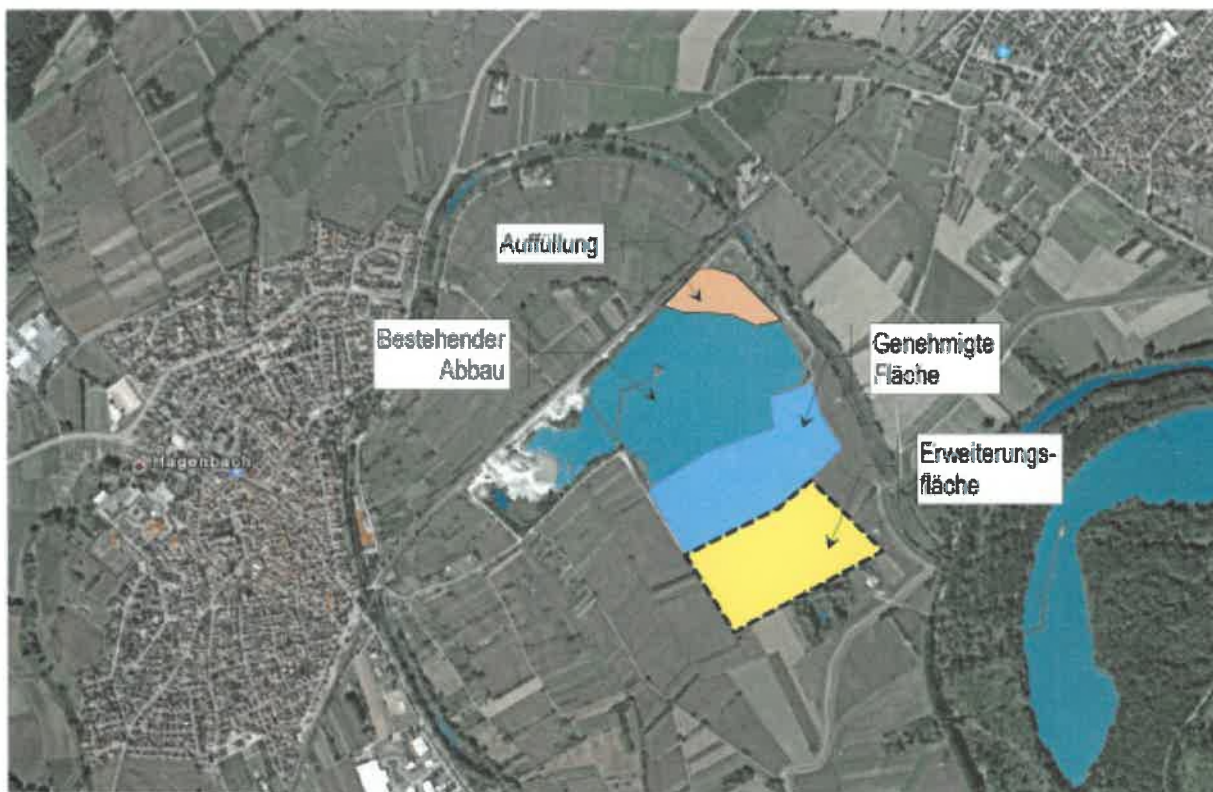 Auffüllung
Bestehender
Abbau
Genehmigte
Fläche
Erweiterungs-
fläche
Hagenbach